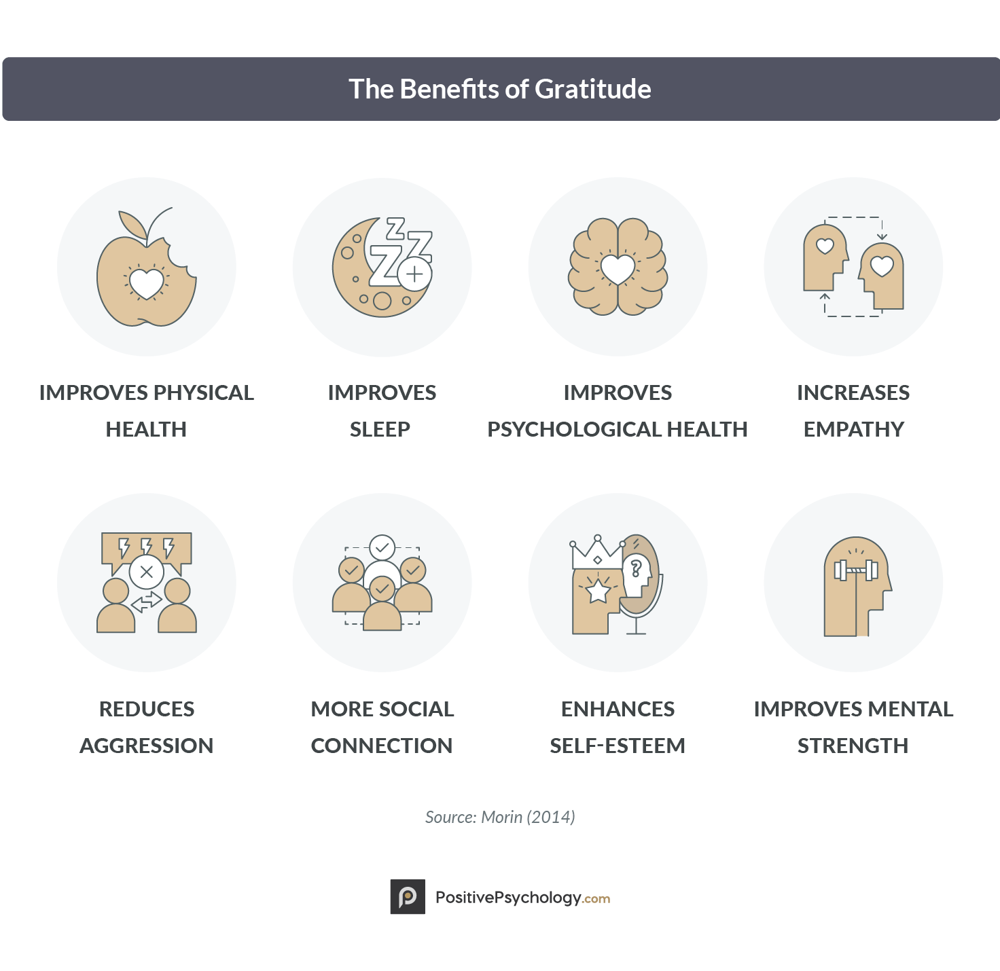 The Benefits of Gratitude
IMPROVES PHYSICAL
HEALTH
IMPROVES
SLEEP
IMPROVES
PSYCHOLOGICAL HEALTH
INCREASES
EMPATHY
REDUCES
AGGRESSION
MORE SOCIAL
CONNECTION
ENHANCES
SELF-ESTEEM
IMPROVES MENTAL
STRENGTH
Source: Morin (2014)
PositivePsychology.com